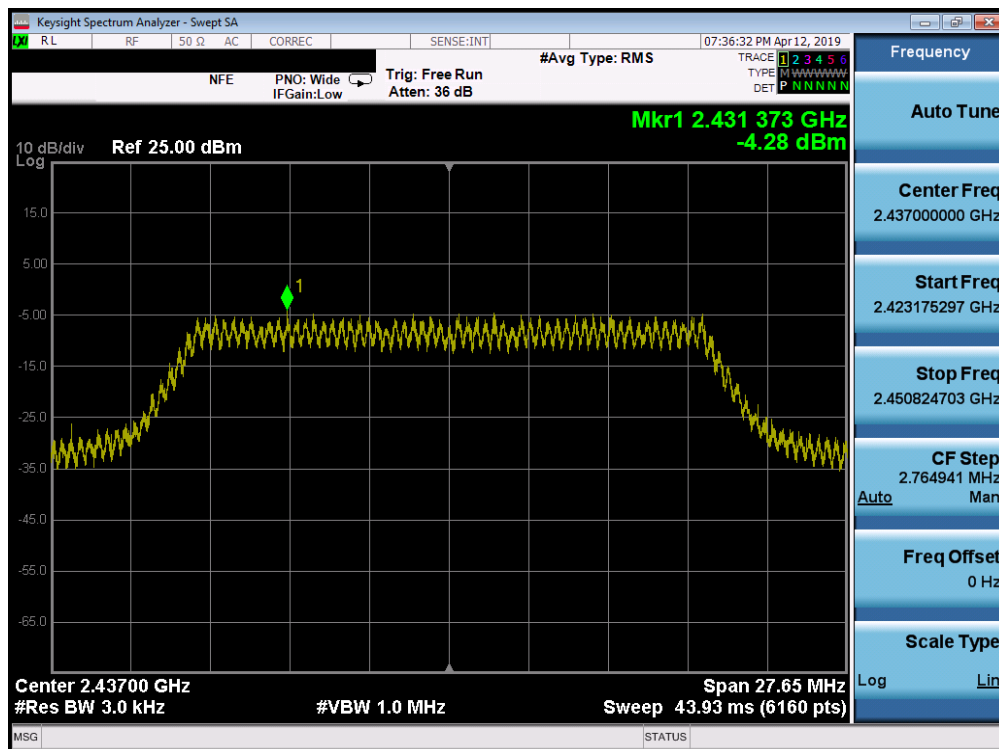 Keysight Spectrum Analyzer - Swept SA
LXI RL RF 50 Ω AC CORREC SENSE:INT 07:36:32 PM Apr 12, 2019
Frequency
#Avg Type: RMS
TRACE 1 2 3 4 5 6
NFE PNO: Wide Trig: Free Run
TYPE M WWWWW
IFGain:Low Atten: 36 dB
DET P N N N N N
Auto Tune
Mkr1 2.431 373 GHz
-4.28 dBm
10 dB/div Ref 25.00 dBm
Log
15.0
5.00
-5.00
-15.0
-25.0
-35.0
-45.0
-55.0
-65.0
1
Center Freq
2.437000000 GHz
Start Freq
2.423175297 GHz
Stop Freq
2.450824703 GHz
CF Step
2.764941 MHz
Auto Man
Freq Offset
0 Hz
Scale Type
Log Lin
Center 2.43700 GHz Span 27.65 MHz
#Res BW 3.0 kHz #VBW 1.0 MHz Sweep 43.93 ms (6160 pts)
MSG STATUS